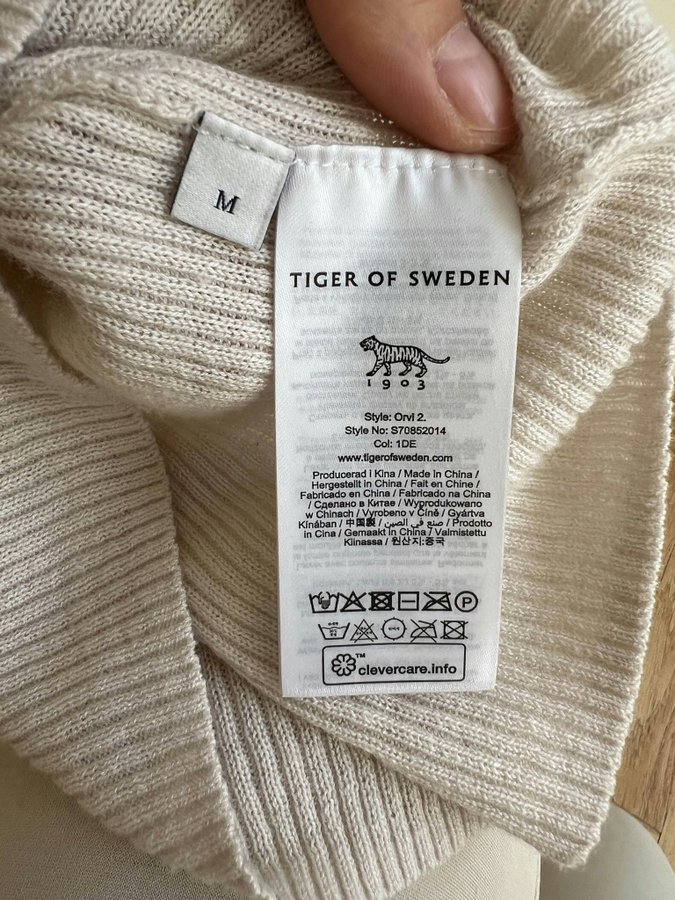 M
TIGER OF SWEDEN
1903
Style: Orvi 2.
Style No: S70852014
Col: 1DE
www.tigerofsweden.com
Producerad i Kina / Made in China /
Hergestellt in China / Fait en Chine /
Fabricado en China / Fabricado na China
/ Сделано в Китае / Wyprodukowano
w Chinach / Vyrobeno v Číně / Gyártva
Kínában / 中国製 / صنع في الصين / Prodotto
in Cina / Gemaakt in China / Valmistettu
Kiinassa / 원산지:중국
P
™
clevercare.info